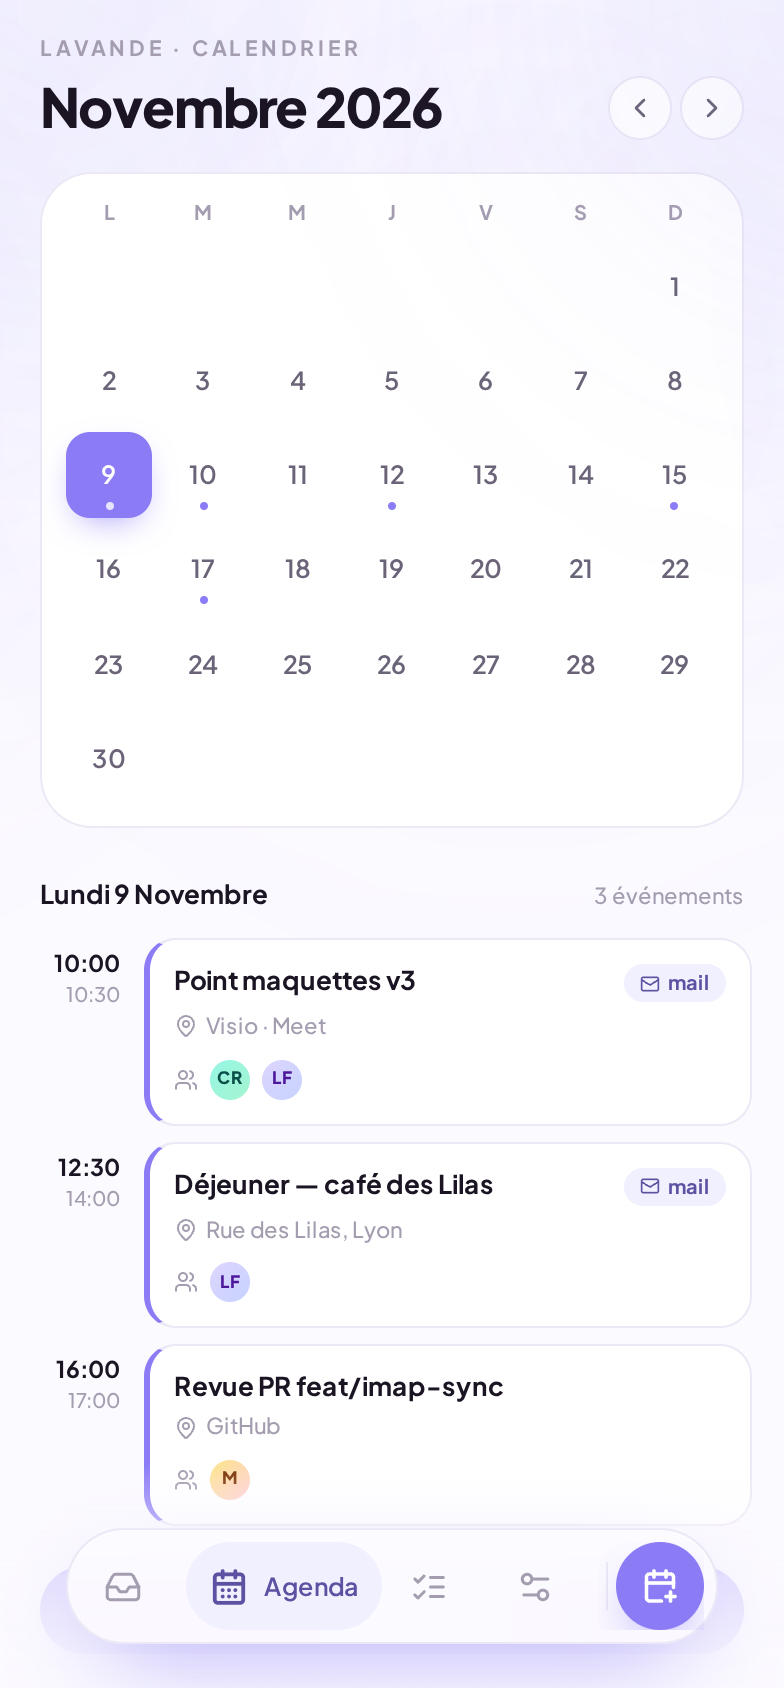 LAVANDE · CALENDRIER
Novembre 2026
L M M J V S D
1
2 3 4 5 6 7 8
9 10 11 12 13 14 15
16 17 18 19 20 21 22
23 24 25 26 27 28 29
30
Lundi 9 Novembre 3 événements
10:00 Point maquettes v3 mail
10:30
Visio · Meet
CR LF
12:30 Déjeuner — café des Lilas mail
14:00
Rue des Lilas, Lyon
LF
16:00 Revue PR feat/imap-sync
17:00
GitHub
M
Agenda